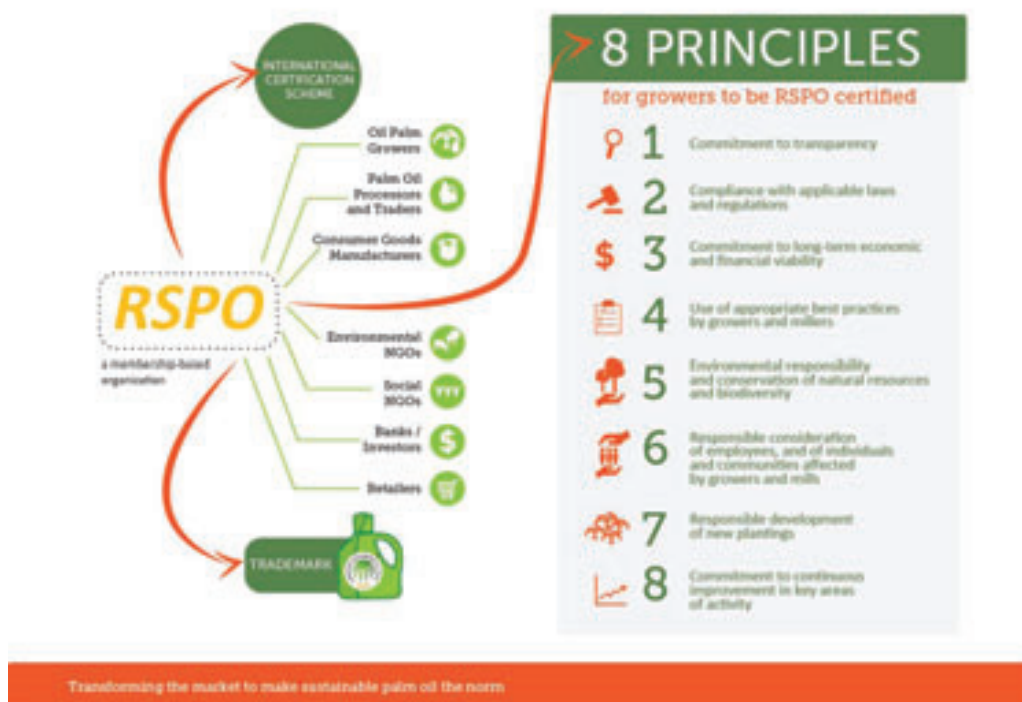 INTERNATIONAL
CERTIFICATION
SCHEME
Oil Palm
Growers
Palm Oil
Processors
and Traders
Consumer Goods
Manufacturers
RSPO
a membership-based
organization
Environmental
NGOs
Social
NGOs
Banks /
Investors
Retailers
TRADEMARK
8 PRINCIPLES
for growers to be RSPO certified
1 Commitment to transparency
2 Compliance with applicable laws
and regulations
3 Commitment to long-term economic
and financial viability
4 Use of appropriate best practices
by growers and millers
5 Environmental responsibility
and conservation of natural resources
and biodiversity
6 Responsible consideration
of employees, and of individuals
and communities affected
by growers and mills
7 Responsible development
of new plantings
8 Commitment to continuous
improvement in key areas
of activity
Transforming the market to make sustainable palm oil the norm